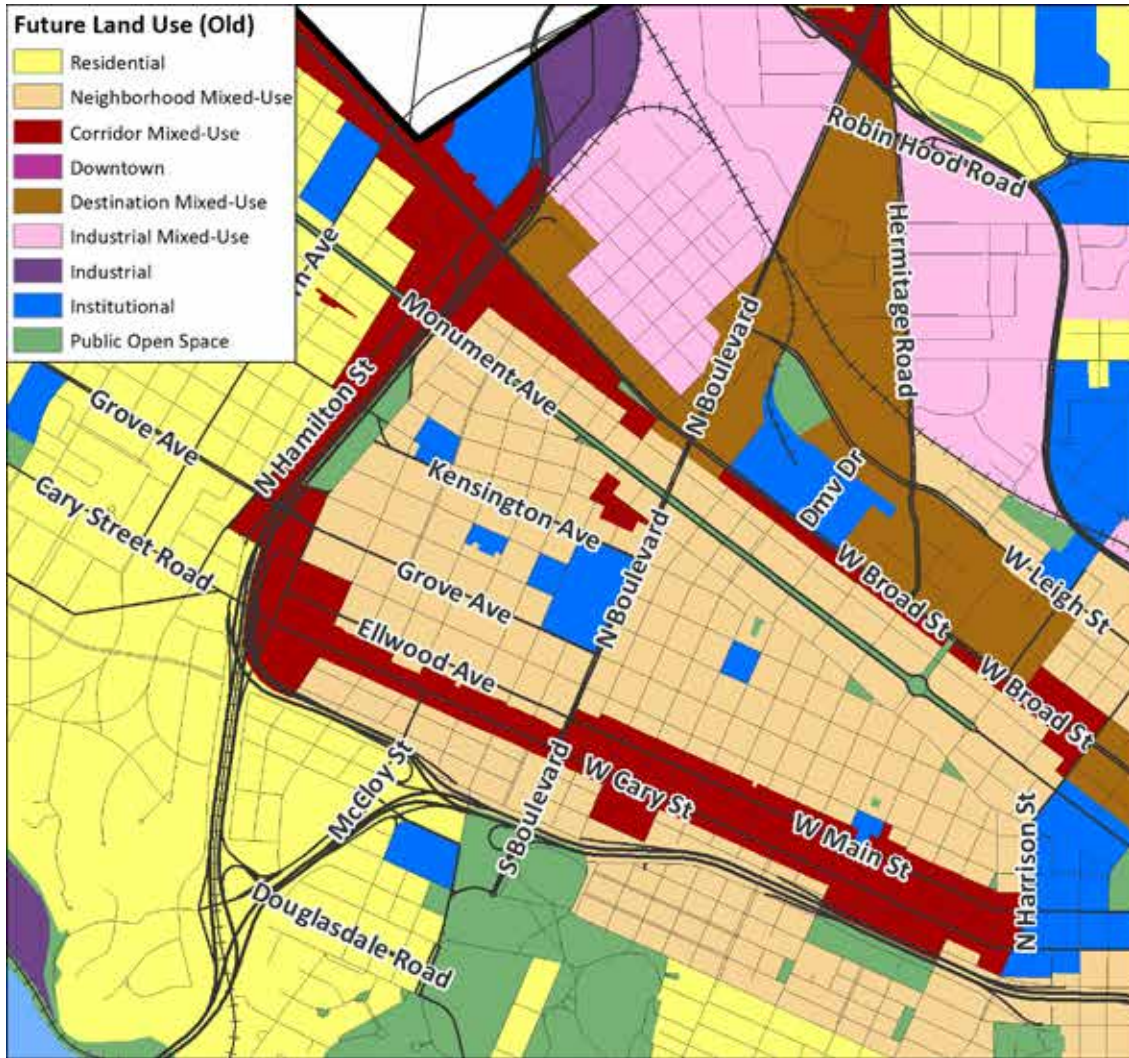 Future Land Use (Old)
Residential
Neighborhood Mixed-Use
Corridor Mixed-Use
Downtown
Destination Mixed-Use
Industrial Mixed-Use
Industrial
Institutional
Public Open Space
Robin Hood Road
Hermitage Road
Monument Ave
N Boulevard
N Hamilton St
Grove Ave
Kensington Ave
Cary Street Road
Dmv Dr
W Broad St
W Leigh St
Grove Ave
N Boulevard
Ellwood Ave
W Broad St
McCloy St
W Cary St
S Boulevard
W Main St
N Harrison St
Douglasdale Road